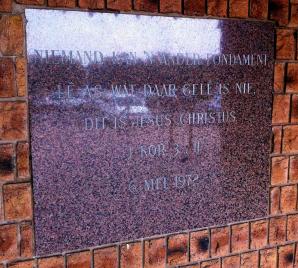 NIEMAND KAN 'N ANDER FONDAMENT
LÊ AS WAT DAAR GELÊ IS NIE,
DIT IS JESUS CHRISTUS
1 KOR 3 : 11
6 MEI 1972